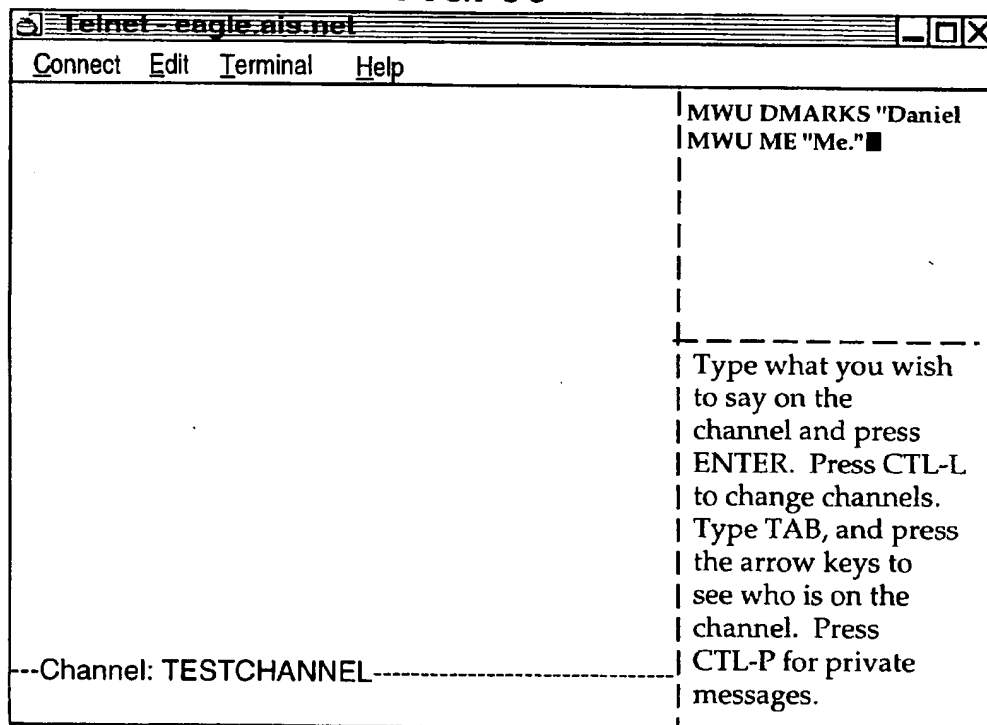 Telnet - eagle.ais.net
Connect Edit Terminal Help
MWU DMARKS "Daniel
MWU ME "Me."
Type what you wish
to say on the
channel and press
ENTER. Press CTL-L
to change channels.
Type TAB, and press
the arrow keys to
see who is on the
channel. Press
CTL-P for private
messages.
---Channel: TESTCHANNEL---